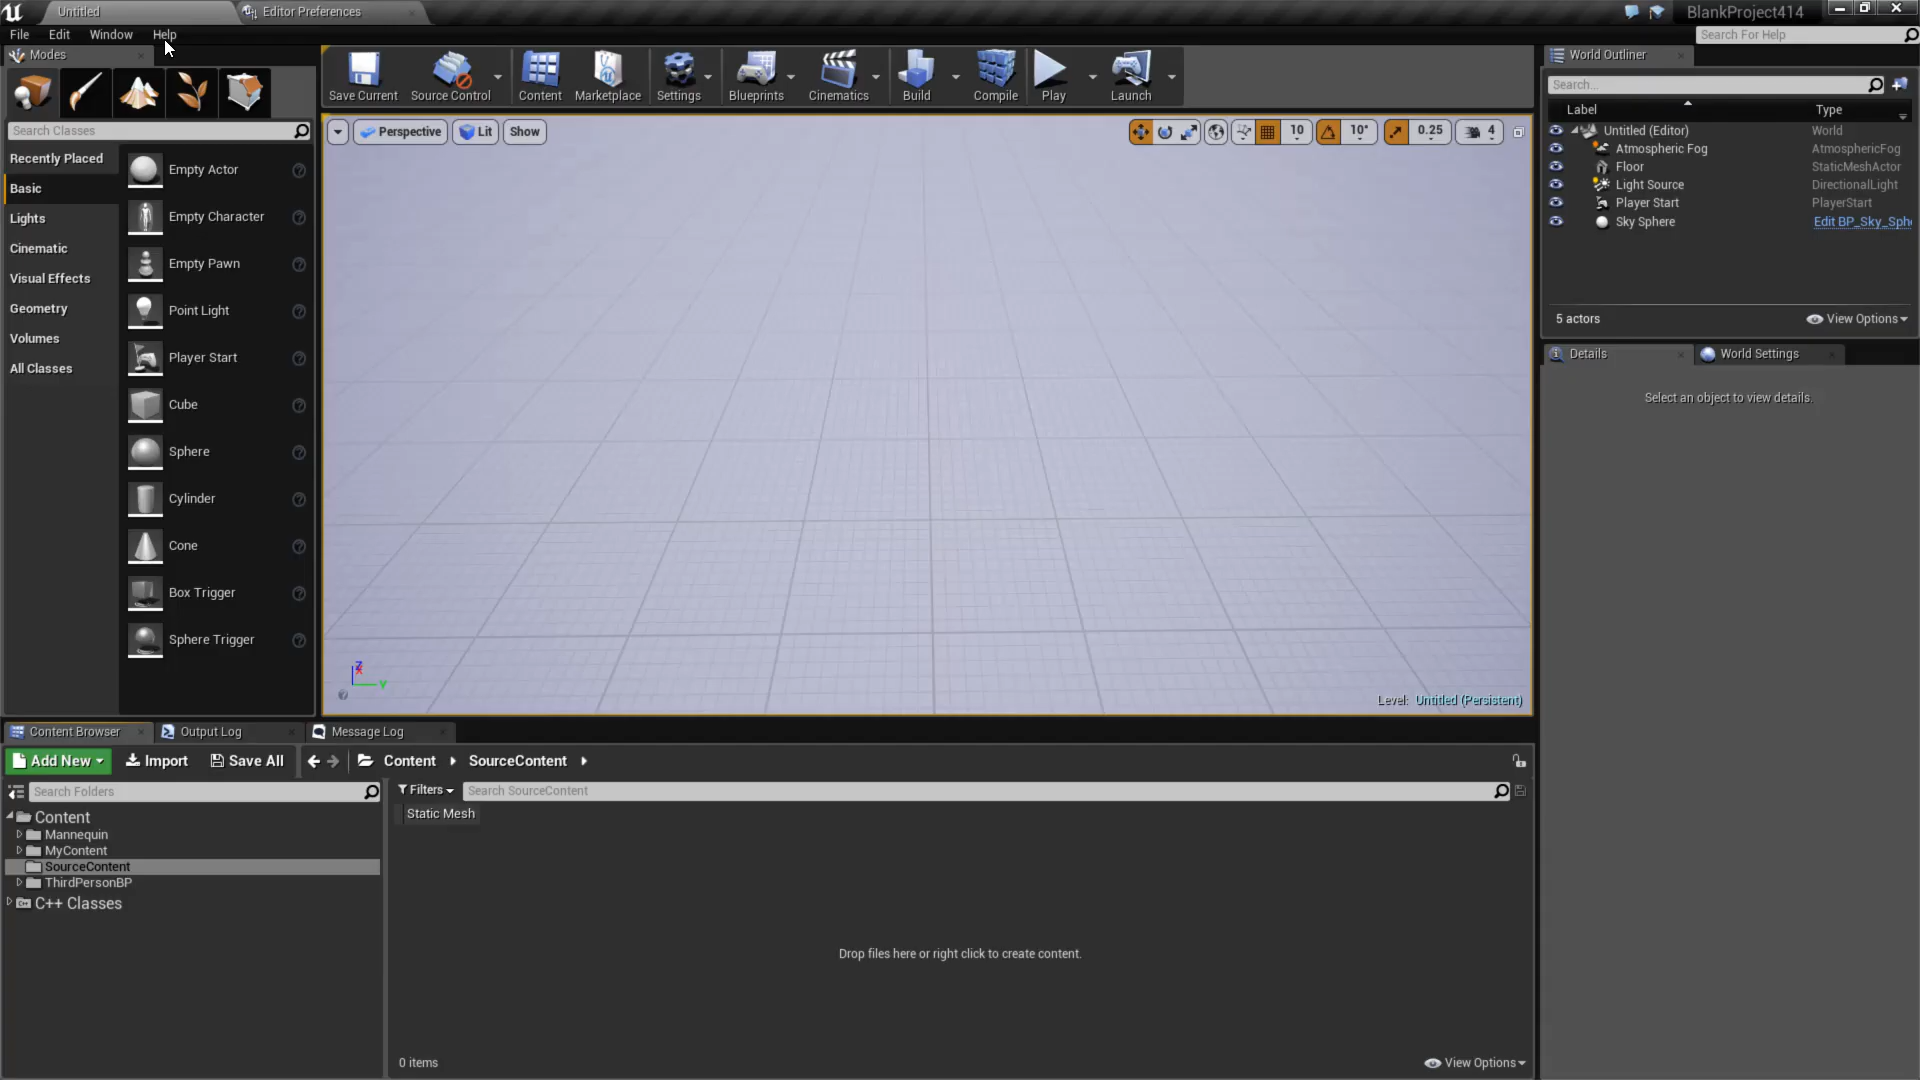 Untitled
Editor Preferences
BlankProject414
File Edit Window Help
Search For Help
Modes
Save Current
Source Control
Content
Marketplace
Settings
Blueprints
Cinematics
Build
Compile
Play
Launch
Search Classes
Recently Placed
Basic
Lights
Cinematic
Visual Effects
Geometry
Volumes
All Classes
Empty Actor
Empty Character
Empty Pawn
Point Light
Player Start
Cube
Sphere
Cylinder
Cone
Box Trigger
Sphere Trigger
Perspective
Lit
Show
10
10°
0.25
4
Z
X
Y
Level: Untitled (Persistent)
World Outliner
Search...
Label Type
Untitled (Editor) World
Atmospheric Fog AtmosphericFog
Floor StaticMeshActor
Light Source DirectionalLight
Player Start PlayerStart
Sky Sphere Edit BP_Sky_Sph
5 actors
View Options
Details
World Settings
Select an object to view details.
Content Browser
Output Log
Message Log
Add New
Import
Save All
Content
SourceContent
Search Folders
Content
Mannequin
MyContent
SourceContent
ThirdPersonBP
C++ Classes
Filters
Search SourceContent
Static Mesh
Drop files here or right click to create content.
0 items
View Options